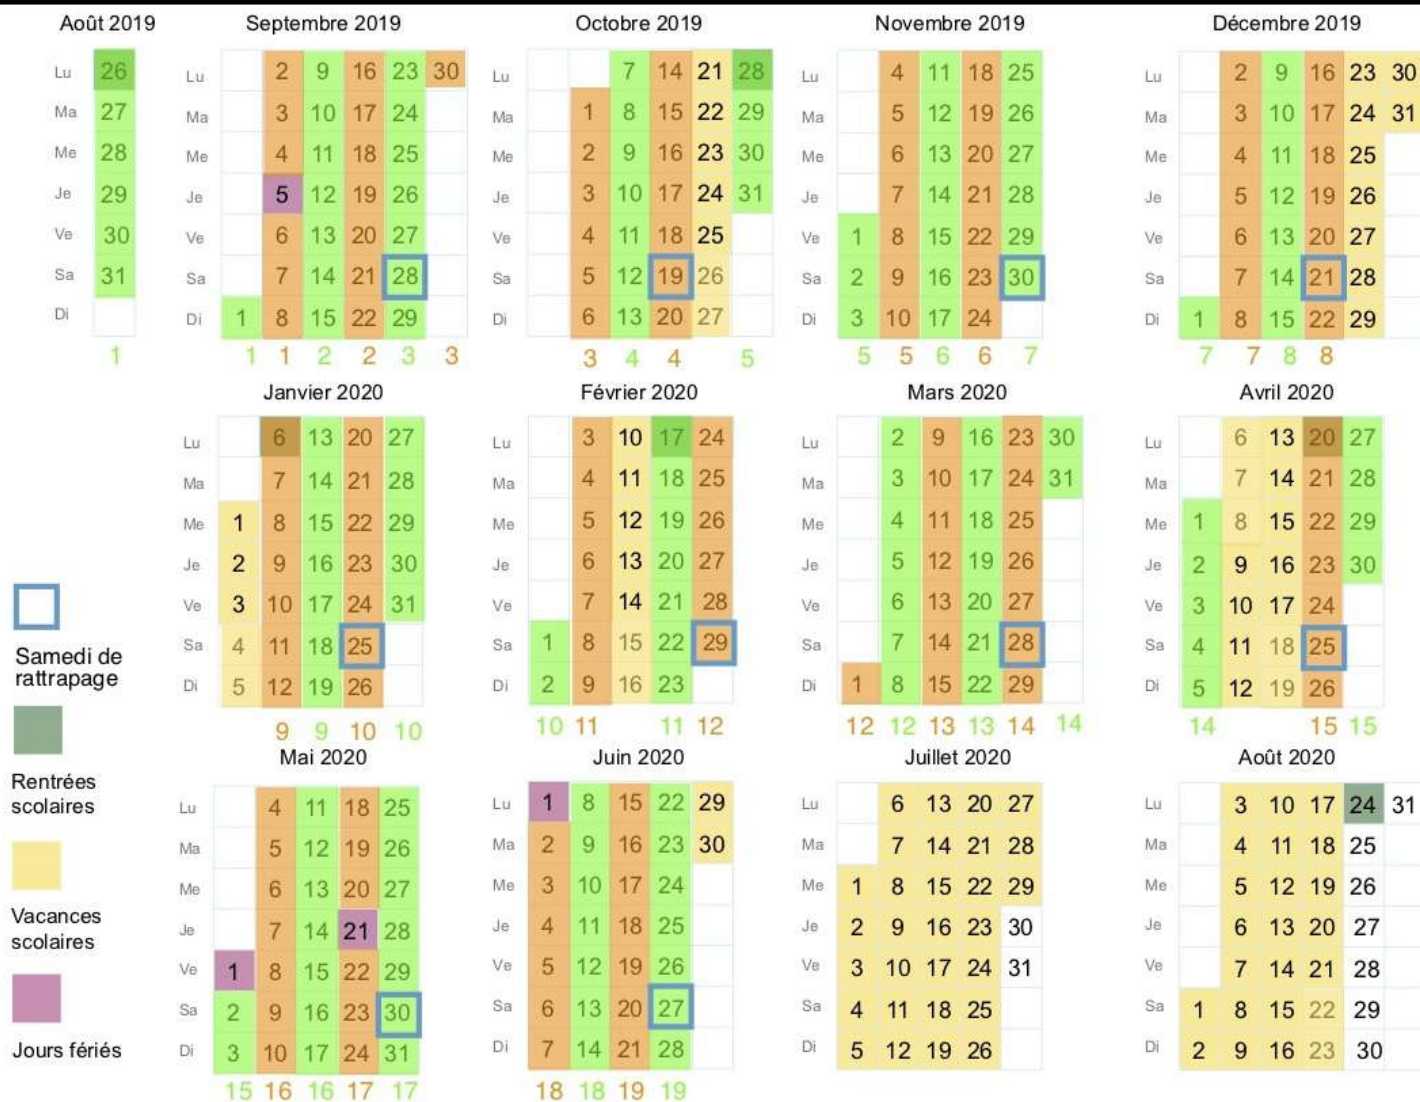 Août 2019 Septembre 2019 Octobre 2019 Novembre 2019 Décembre 2019
Lu 26 Lu 2 9 16 23 30 Lu 7 14 21 28 Lu 4 11 18 25 Lu 2 9 16 23 30
Ma 27 Ma 3 10 17 24 Ma 1 8 15 22 29 Ma 5 12 19 26 Ma 3 10 17 24 31
Me 28 Me 4 11 18 25 Me 2 9 16 23 30 Me 6 13 20 27 Me 4 11 18 25
Je 29 Je 5 12 19 26 Je 3 10 17 24 31 Je 7 14 21 28 Je 5 12 19 26
Ve 30 Ve 6 13 20 27 Ve 4 11 18 25 Ve 1 8 15 22 29 Ve 6 13 20 27
Sa 31 Sa 7 14 21 28 Sa 5 12 19 26 Sa 2 9 16 23 30 Sa 7 14 21 28
Di Di 1 8 15 22 29 Di 6 13 20 27 Di 3 10 17 24 Di 1 8 15 22 29
1 1 1 2 2 3 3 3 4 4 5 5 5 6 6 7 7 7 8 8
Janvier 2020 Février 2020 Mars 2020 Avril 2020
Lu 6 13 20 27 Lu 3 10 17 24 Lu 2 9 16 23 30 Lu 6 13 20 27
Ma 7 14 21 28 Ma 4 11 18 25 Ma 3 10 17 24 31 Ma 7 14 21 28
Me 1 8 15 22 29 Me 5 12 19 26 Me 4 11 18 25 Me 1 8 15 22 29
Je 2 9 16 23 30 Je 6 13 20 27 Je 5 12 19 26 Je 2 9 16 23 30
Ve 3 10 17 24 31 Ve 7 14 21 28 Ve 6 13 20 27 Ve 3 10 17 24
Sa 4 11 18 25 Sa 1 8 15 22 29 Sa 7 14 21 28 Sa 4 11 18 25
Di 5 12 19 26 Di 2 9 16 23 Di 1 8 15 22 29 Di 5 12 19 26
9 9 10 10 10 11 11 12 12 12 13 13 14 14 14 15 15
Mai 2020 Juin 2020 Juillet 2020 Août 2020
Lu 4 11 18 25 Lu 1 8 15 22 29 Lu 6 13 20 27 Lu 3 10 17 24 31
Ma 5 12 19 26 Ma 2 9 16 23 30 Ma 7 14 21 28 Ma 4 11 18 25
Me 6 13 20 27 Me 3 10 17 24 Me 1 8 15 22 29 Me 5 12 19 26
Je 7 14 21 28 Je 4 11 18 25 Je 2 9 16 23 30 Je 6 13 20 27
Ve 1 8 15 22 29 Ve 5 12 19 26 Ve 3 10 17 24 31 Ve 7 14 21 28
Sa 2 9 16 23 30 Sa 6 13 20 27 Sa 4 11 18 25 Sa 1 8 15 22 29
Di 3 10 17 24 31 Di 7 14 21 28 Di 5 12 19 26 Di 2 9 16 23 30
15 16 16 17 17 18 18 19 19
Samedi de
rattrapage
Rentrées
scolaires
Vacances
scolaires
Jours fériés